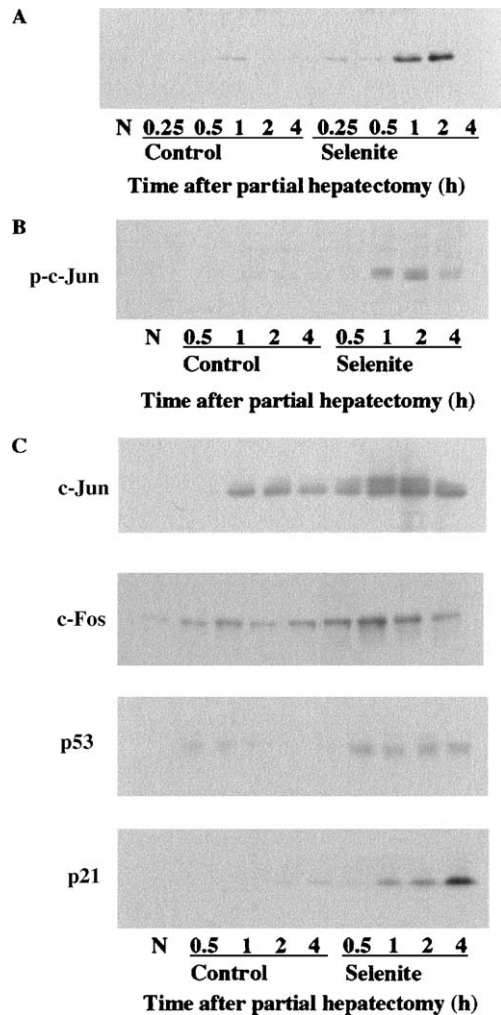 A
N 0.25 0.5 1 2 4 0.25 0.5 1 2 4
Control Selenite
Time after partial hepatectomy (h)
B
p-c-Jun
N 0.5 1 2 4 0.5 1 2 4
Control Selenite
Time after partial hepatectomy (h)
C
c-Jun
c-Fos
p53
p21
N 0.5 1 2 4 0.5 1 2 4
Control Selenite
Time after partial hepatectomy (h)